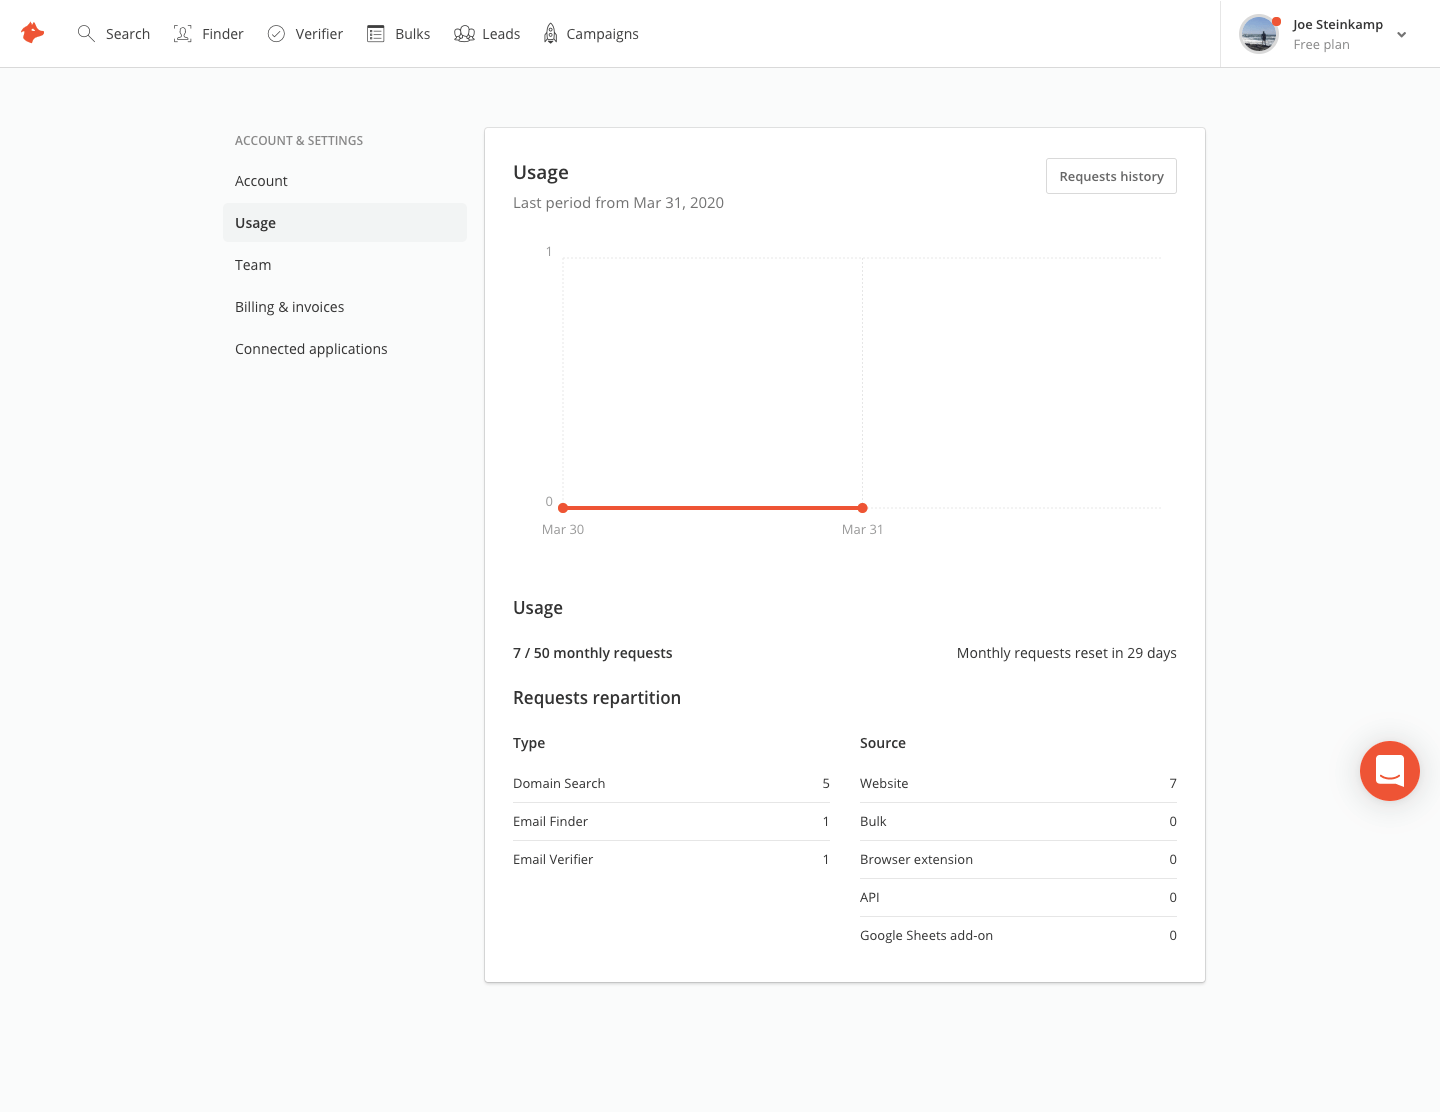 Search
Finder
Verifier
Bulks
Leads
Campaigns
Joe Steinkamp
Free plan
ACCOUNT & SETTINGS
Account
Usage
Team
Billing & invoices
Connected applications
Usage
Requests history
Last period from Mar 31, 2020
1
0
Mar 30
Mar 31
Usage
7 / 50 monthly requests
Monthly requests reset in 29 days
Requests repartition
Type
Domain Search 5
Email Finder 1
Email Verifier 1
Source
Website 7
Bulk 0
Browser extension 0
API 0
Google Sheets add-on 0